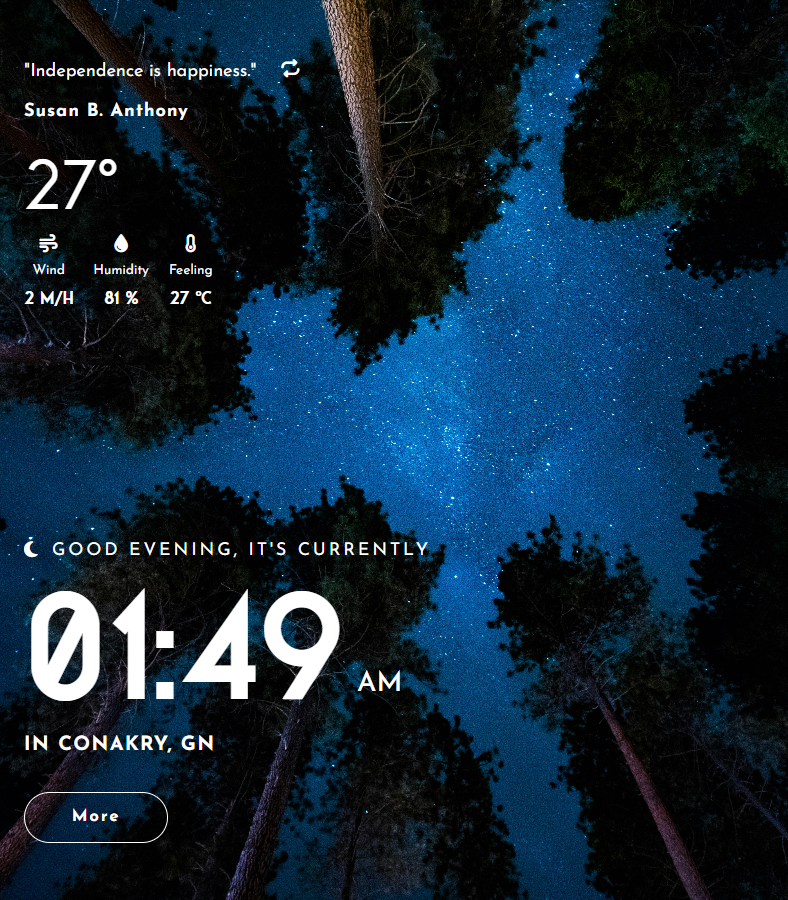 "Independence is happiness."
Susan B. Anthony
27°
Wind Humidity Feeling
2 M/H 81 % 27 °C
GOOD EVENING, IT'S CURRENTLY
01:49 AM
IN CONAKRY, GN
More